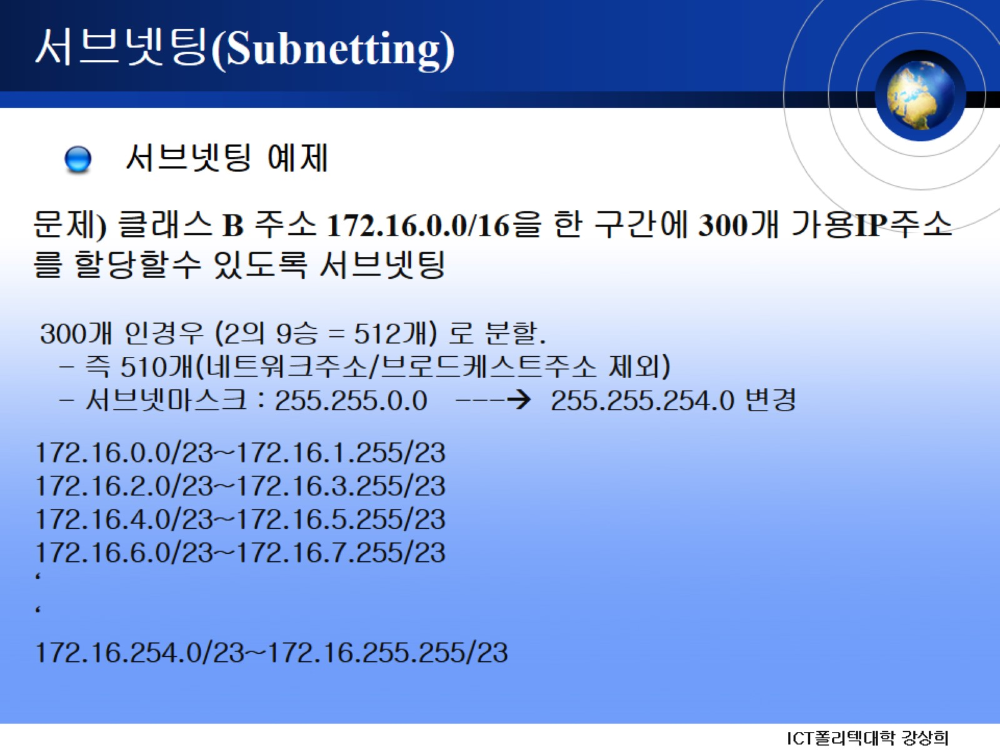 서브넷팅(Subnetting)
서브넷팅 예제
문제) 클래스 B 주소 172.16.0.0/16을 한 구간에 300개 가용IP주소
를 할당할수 있도록 서브넷팅
300개 인경우 (2의 9승 = 512개) 로 분할.
- 즉 510개(네트워크주소/브로드케스트주소 제외)
- 서브넷마스크 : 255.255.0.0 ---→ 255.255.254.0 변경
172.16.0.0/23~172.16.1.255/23
172.16.2.0/23~172.16.3.255/23
172.16.4.0/23~172.16.5.255/23
172.16.6.0/23~172.16.7.255/23
‘
‘
172.16.254.0/23~172.16.255.255/23
ICT폴리텍대학 강상희